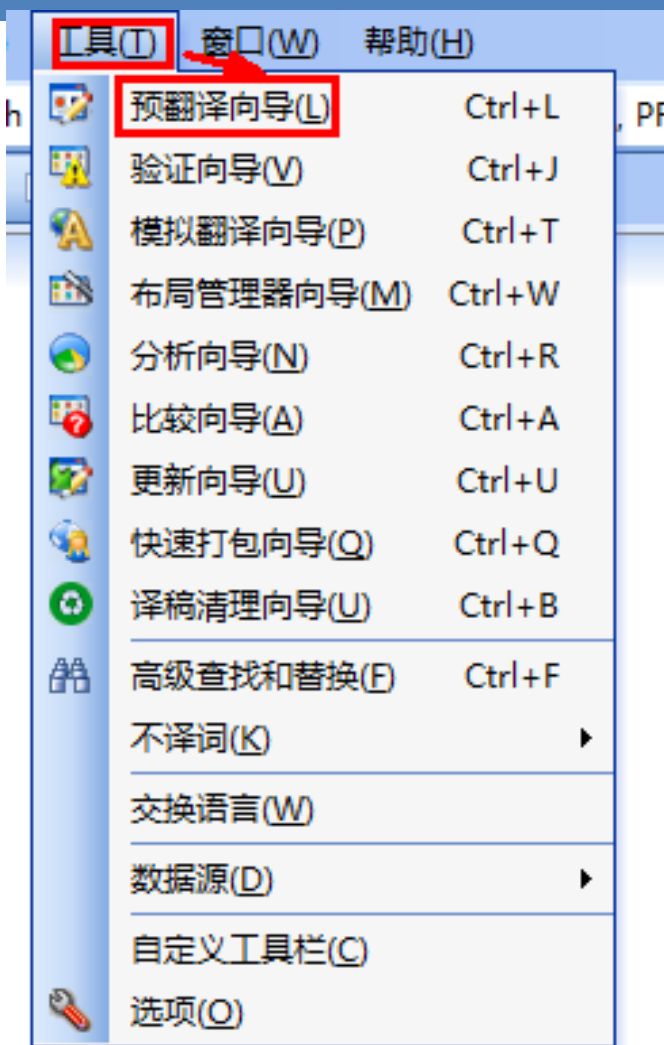 工具(T) 窗口(W) 帮助(H)
h 预翻译向导(L) Ctrl+L , PF
验证向导(V) Ctrl+J
模拟翻译向导(P) Ctrl+T
布局管理器向导(M) Ctrl+W
分析向导(N) Ctrl+R
比较向导(A) Ctrl+A
更新向导(U) Ctrl+U
快速打包向导(Q) Ctrl+Q
译稿清理向导(U) Ctrl+B
高级查找和替换(F) Ctrl+F
不译词(K)
交换语言(W)
数据源(D)
自定义工具栏(C)
选项(O)